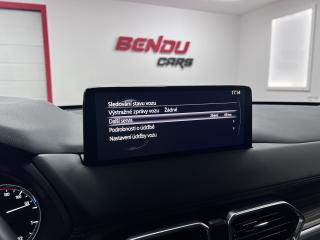 BENDU
CARS
17:14
Sledování stavu vozu
Výstražné zprávy vozu Žádné
Další servis
Podrobnosti o údržbě
Nastavení údržby vozu